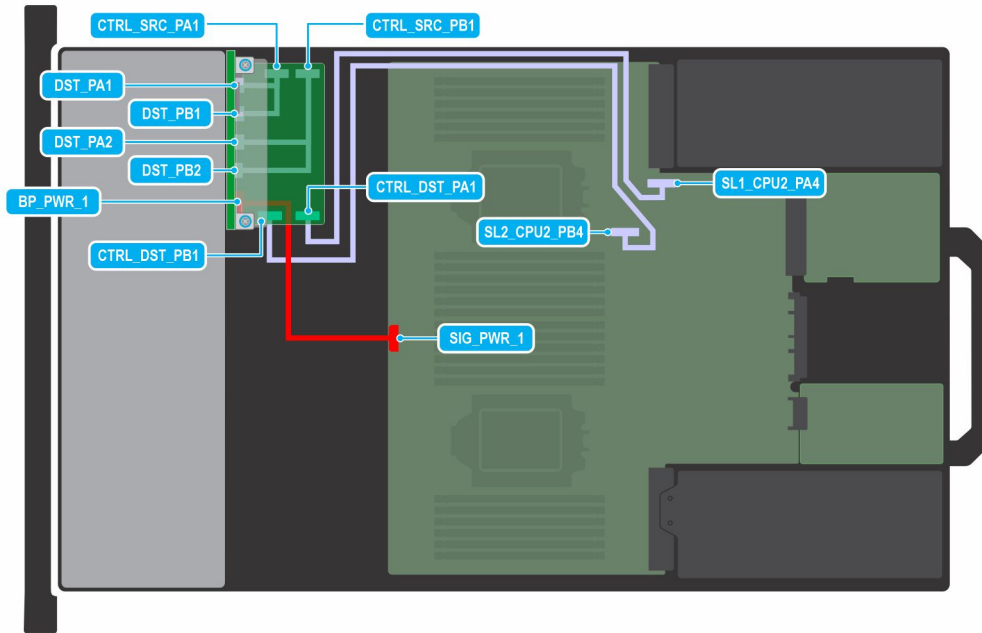 CTRL_SRC_PA1
CTRL_SRC_PB1
DST_PA1
DST_PB1
DST_PA2
DST_PB2
CTRL_DST_PA1
SL1_CPU2_PA4
BP_PWR_1
SL2_CPU2_PB4
CTRL_DST_PB1
SIG_PWR_1